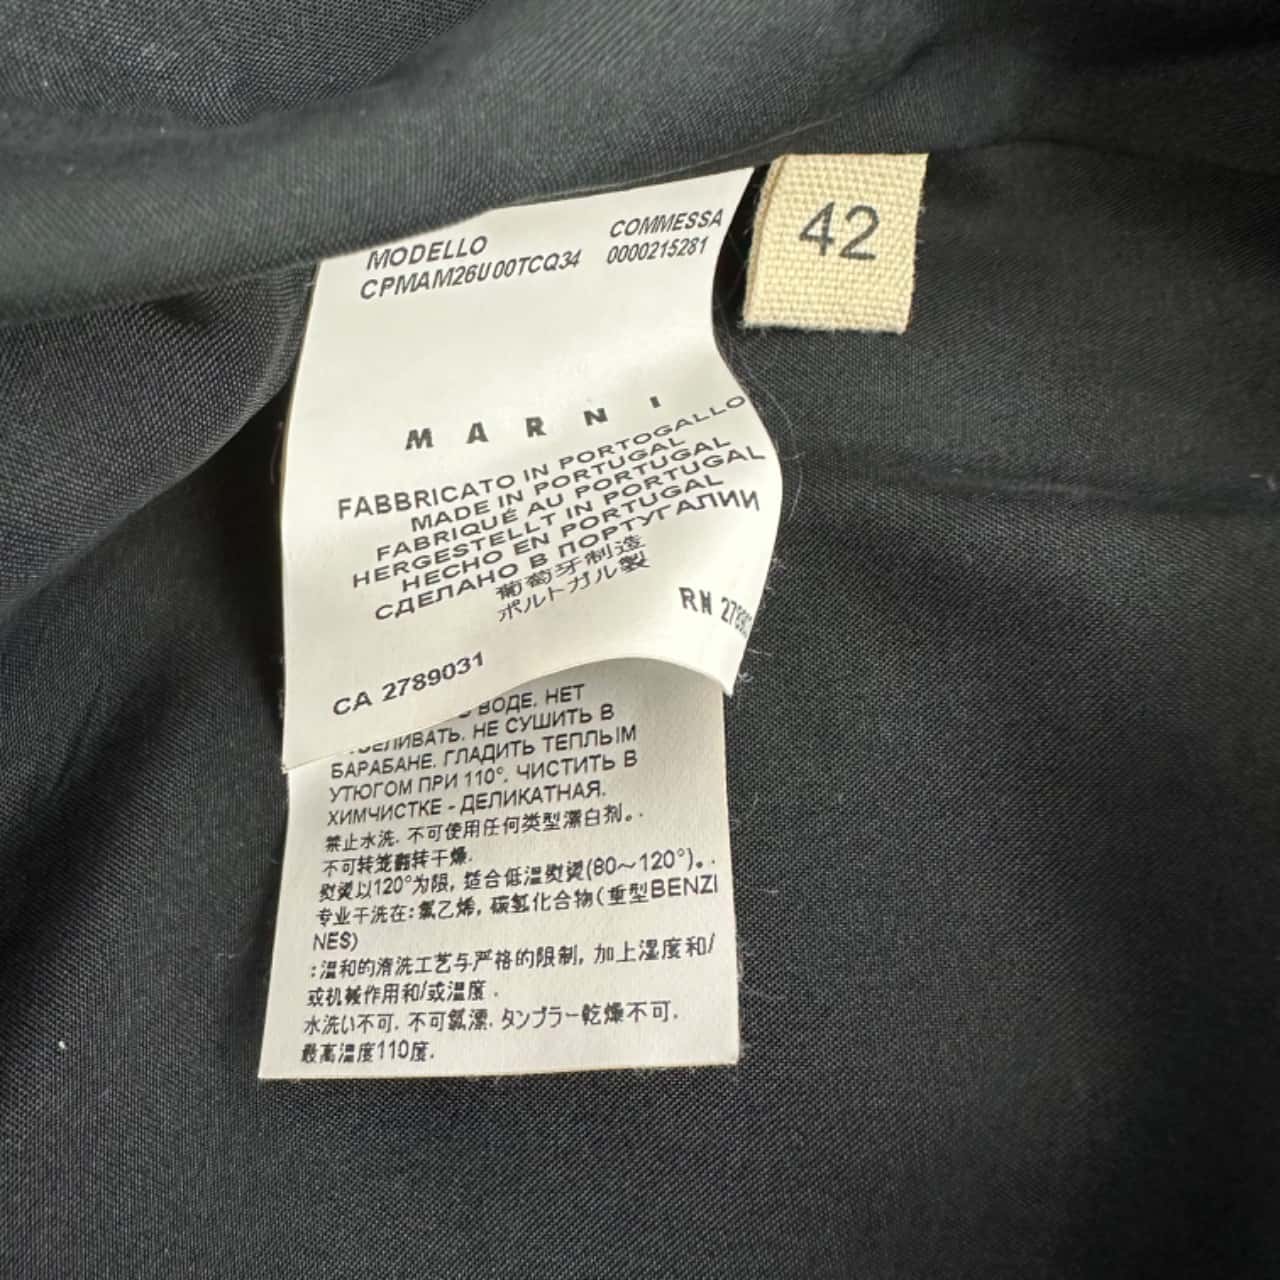 MODELLO COMMESSA
CPMAM26U00TCQ34 0000215281
42
MARNI
FABBRICATO IN PORTOGALLO
MADE IN PORTUGAL
FABRIQUÉ AU PORTUGAL
HERGESTELLT IN PORTUGAL
HECHO EN PORTUGAL
СДЕЛАНО В ПОРТУГАЛИИ
葡萄牙制造
ポルトガル製
CA 2789031 RN
ВОДЕ. НЕТ
НЕ СУШИТЬ В
БАРАБАНЕ. ГЛАДИТЬ ТЕПЛЫМ
УТЮГОМ ПРИ 110°. ЧИСТИТЬ В
ХИМЧИСТКЕ - ДЕЛИКАТНАЯ.
禁止水洗. 不可使用任何类型漂白剂。.
不可转笼翻转干燥.
熨烫以120°为限, 适合低温熨烫(80～120°)。.
专业干洗在: 氯乙烯, 碳氢化合物(重型BENZI
NES)
:温和的清洗工艺与严格的限制, 加上湿度和/
或机械作用和/或温度 .
水洗い不可. 不可氯漂. タンブラー乾燥不可.
最高温度110度.